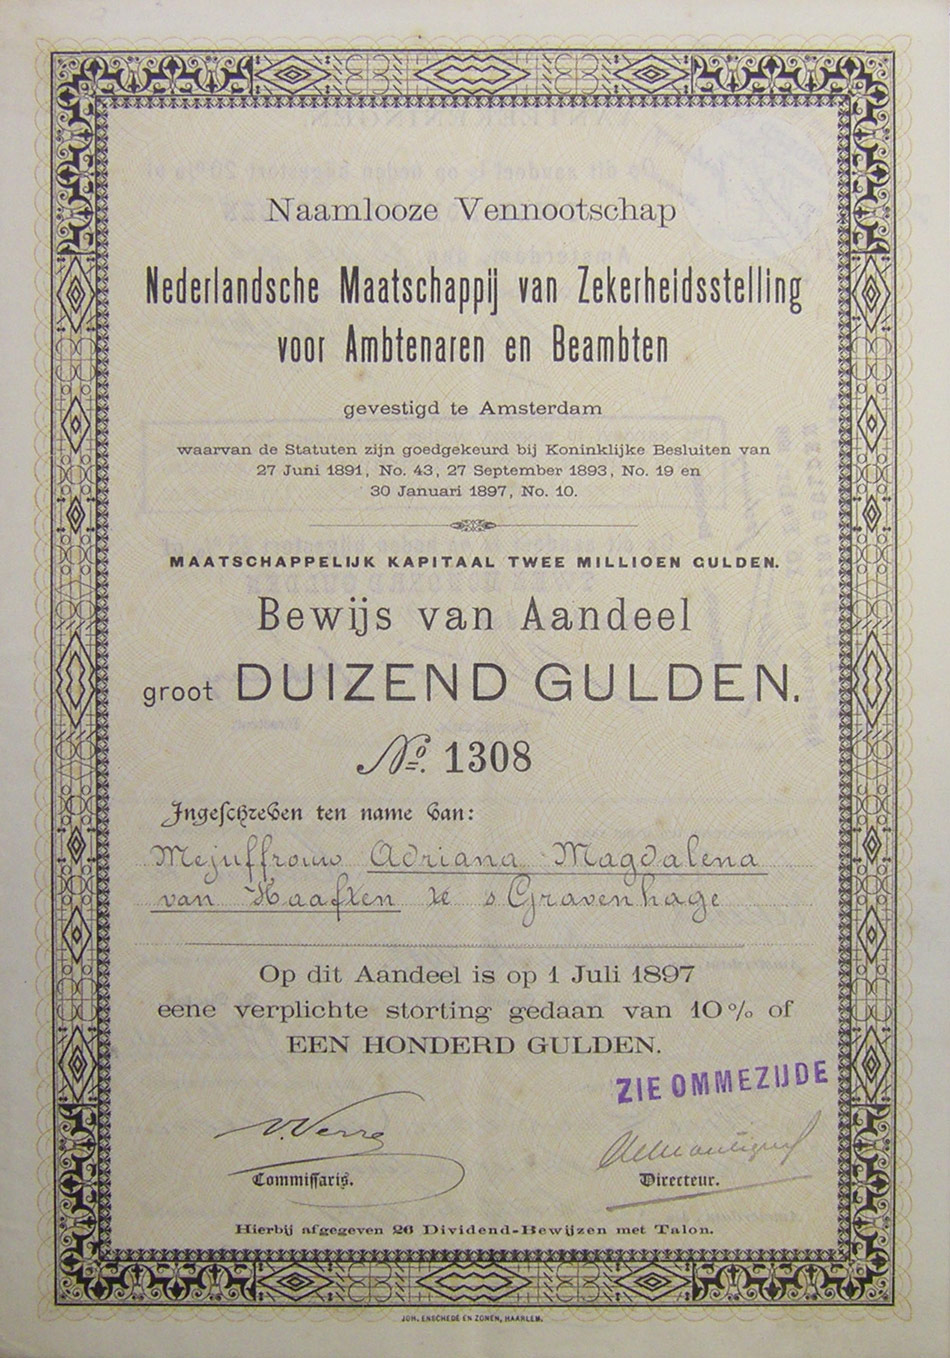 Naamlooze Vennootschap
Nederlandsche Maatschappij van Zekerheidsstelling
voor Ambtenaren en Beambten
gevestigd te Amsterdam
waarvan de Statuten zijn goedgekeurd bij Koninklijke Besluiten van
27 Juni 1891, No. 43, 27 September 1893, No. 19 en
30 Januari 1897, No. 10.
MAATSCHAPPELIJK KAPITAAL TWEE MILLIOEN GULDEN.
Bewijs van Aandeel
groot DUIZEND GULDEN.
No. 1308
Ingeschreven ten name van:
Mejuffrouw Adriana Magdalena
van Haaften te s Gravenhage
Op dit Aandeel is op 1 Juli 1897
eene verplichte storting gedaan van 10% of
EEN HONDERD GULDEN.
ZIE OMMEZIJDE
Commissaris.
Directeur.
Hierbij afgegeven 26 Dividend-Bewijzen met Talon.
JOH. ENSCHEDÉ EN ZONEN, HAARLEM.